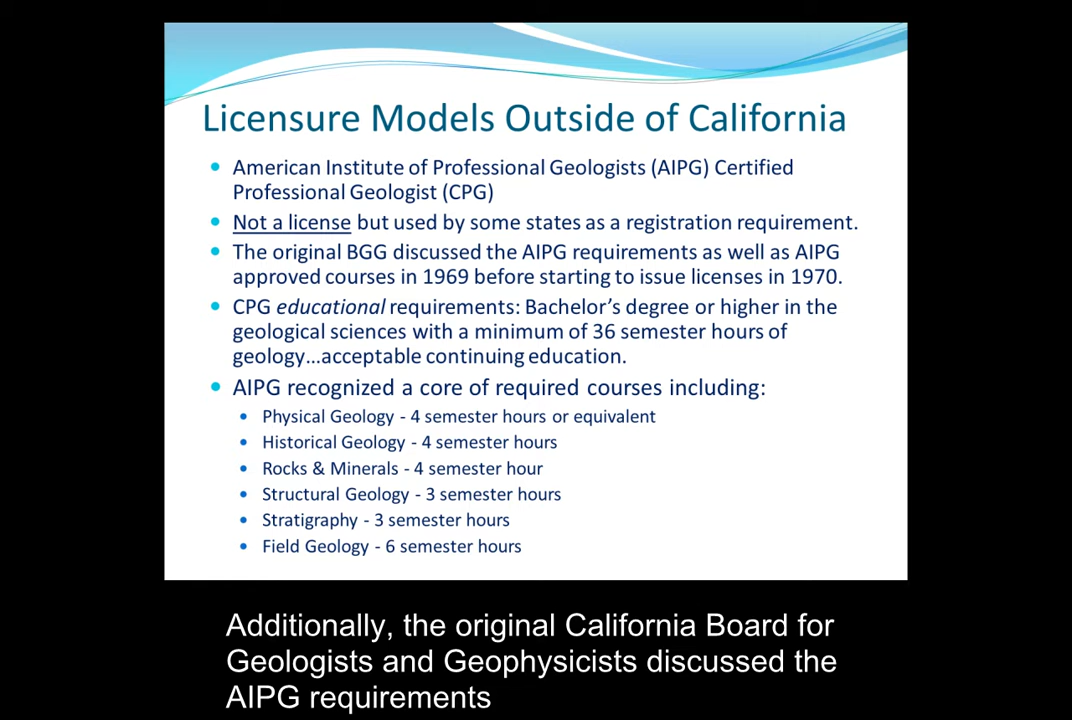 Licensure Models Outside of California
• American Institute of Professional Geologists (AIPG) Certified
Professional Geologist (CPG)
• Not a license but used by some states as a registration requirement.
• The original BGG discussed the AIPG requirements as well as AIPG
approved courses in 1969 before starting to issue licenses in 1970.
• CPG educational requirements: Bachelor’s degree or higher in the
geological sciences with a minimum of 36 semester hours of
geology…acceptable continuing education.
• AIPG recognized a core of required courses including:
• Physical Geology - 4 semester hours or equivalent
• Historical Geology - 4 semester hours
• Rocks & Minerals - 4 semester hour
• Structural Geology - 3 semester hours
• Stratigraphy - 3 semester hours
• Field Geology - 6 semester hours
Additionally, the original California Board for
Geologists and Geophysicists discussed the
AIPG requirements